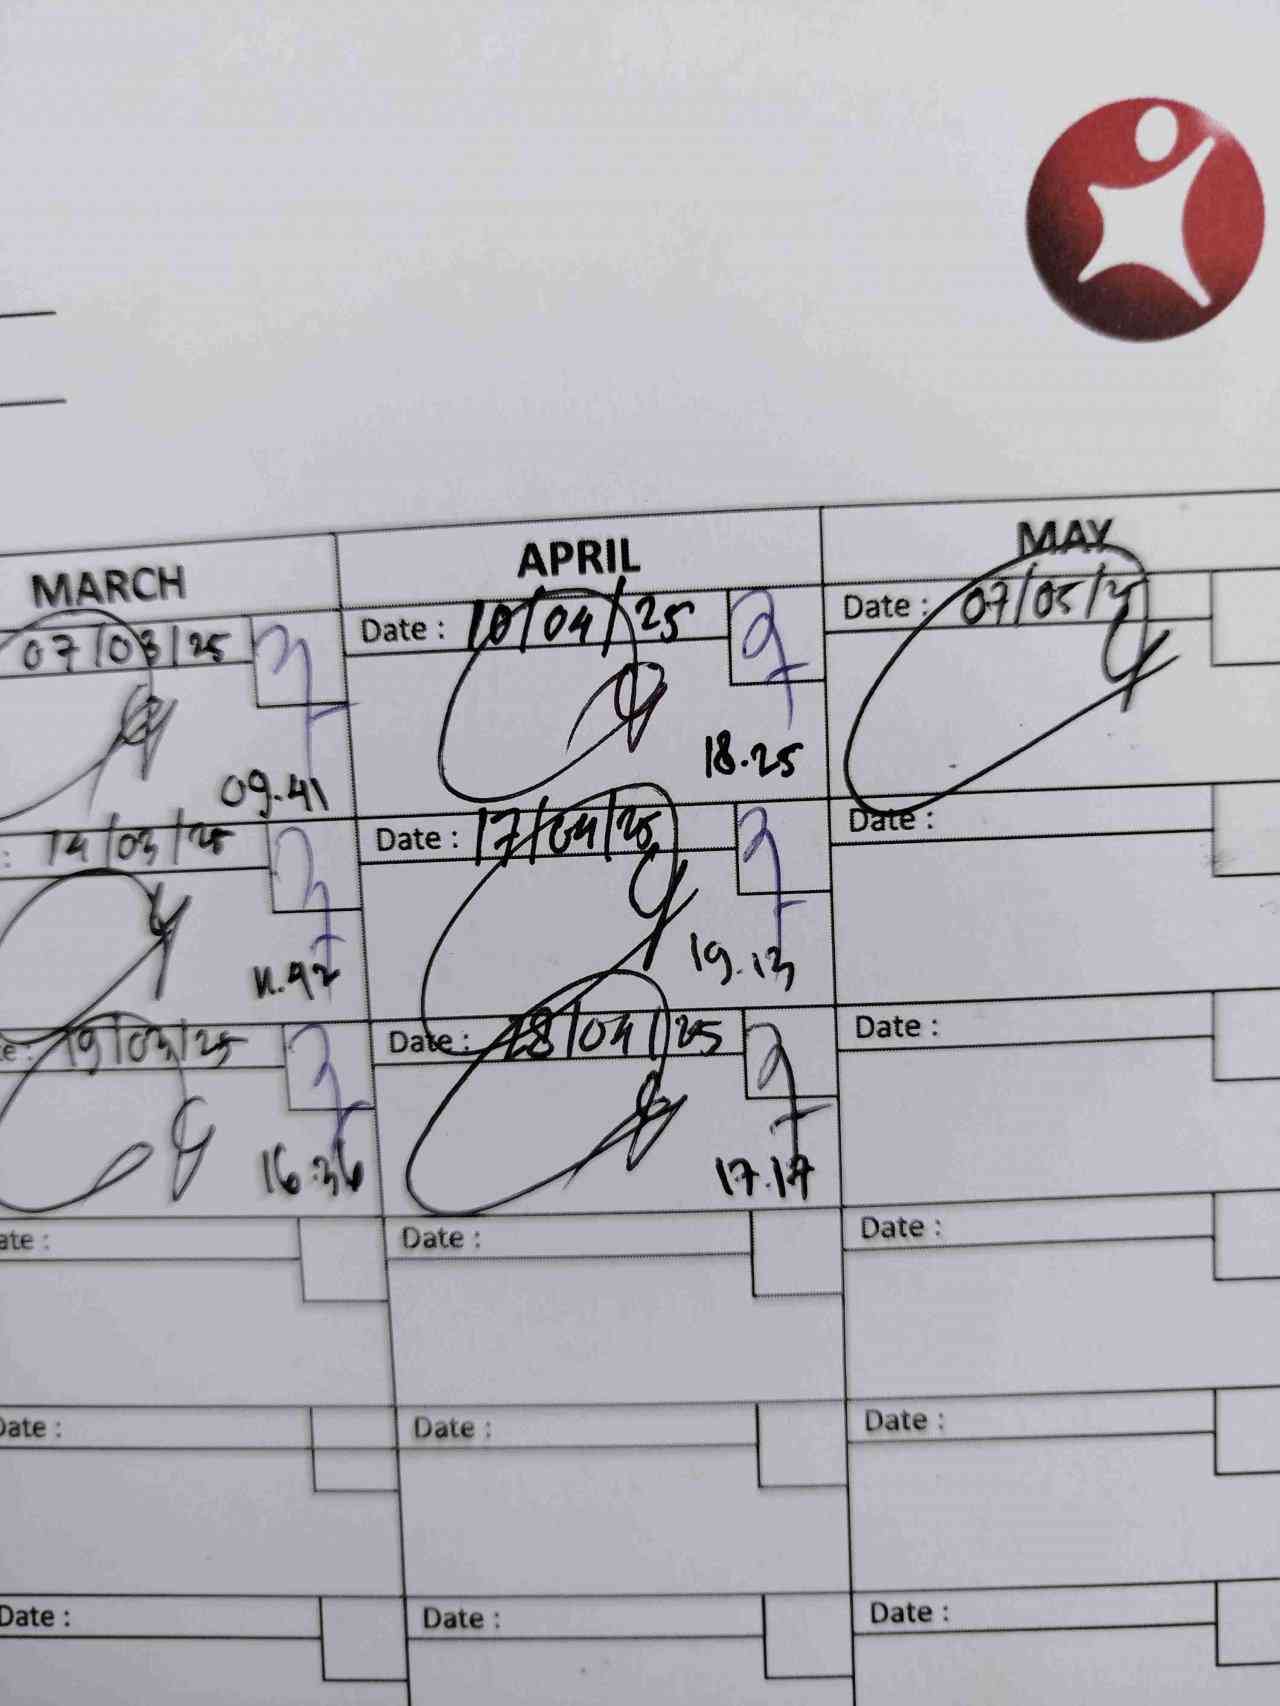 MARCH APRIL MAY
07/03/25 Date : 10/04/25 Date : 07/05/25
09.41 18.25
: 14/03/25 Date : 17/04/25 Date :
19.13
te : 19/03/25 Date : 28/04/25 Date :
16.36 17.17
ate : Date : Date :
Date : Date : Date :
Date : Date : Date :